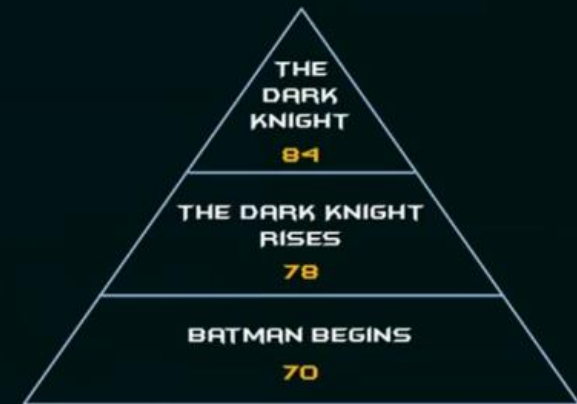 THE
DARK
KNIGHT
84
THE DARK KNIGHT
RISES
78
BATMAN BEGINS
70